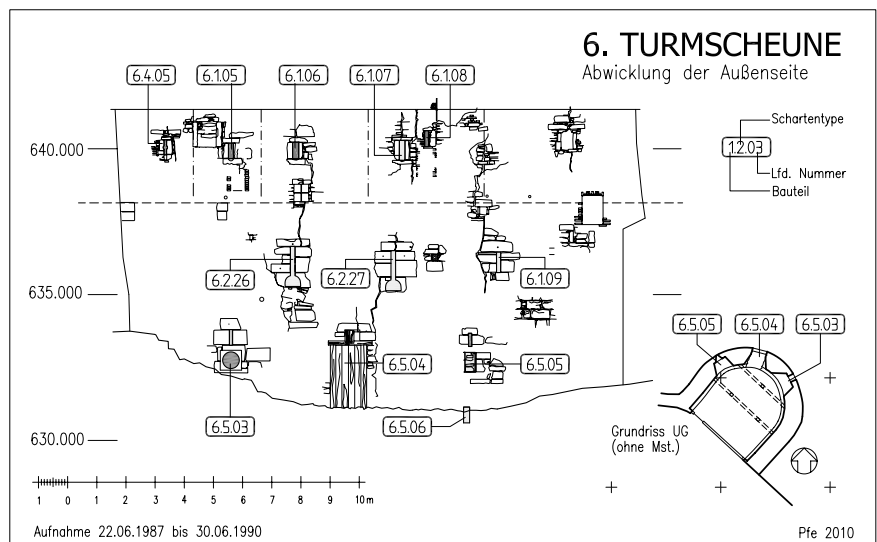 6. TURMSCHEUNE
Abwicklung der Außenseite
6.4.05
6.1.05
6.1.06
6.1.07
6.1.08
Schartentype
1.2.03
Lfd. Nummer
Bauteil
640.000
635.000
630.000
6.2.26
6.2.27
6.1.09
6.5.04
6.5.05
6.5.03
6.5.06
6.5.05
6.5.04
6.5.03
Grundriss UG
(ohne Mst.)
1 0 1 2 3 4 5 6 7 8 9 10m
Aufnahme 22.06.1987 bis 30.06.1990
Pfe 2010